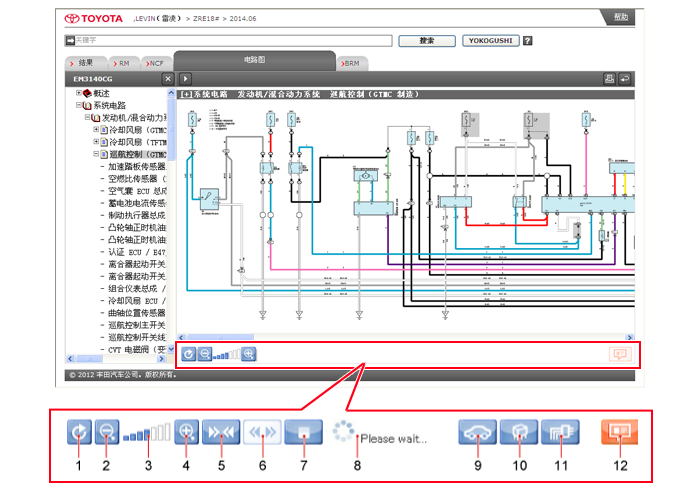 TOYOTA LEVIN(雷凌) > ZRE18# > 2014.06
帮助
关键字 搜索 YOKOGUSHI ?
结果 RM NCF 电路图 BRM
EM3140CG ×
[+]系统电路 发动机/混合动力系统 巡航控制(GTMC 制造)
概述
系统电路
发动机/混合动力系
冷却风扇 (GTMC
冷却风扇 (TFTM
巡航控制 (GTMC
- 加速踏板传感器
- 空燃比传感器 (
- 空气囊 ECU 总成
- 蓄电池电流传感
- 制动执行器总成
- 凸轮轴正时机油
- 凸轮轴正时机油
- 认证 ECU / E47
- 离合器起动开关
- 离合器起动开关
- 组合仪表总成 /
- 冷却风扇 ECU /
- 曲轴位置传感器
- 巡航控制主开关
- 巡航控制开关线
- CVT 电磁阀 (变
© 2012 丰田汽车公司。版权所有。
Please wait...
1 2 3 4 5 6 7 8 9 10 11 12